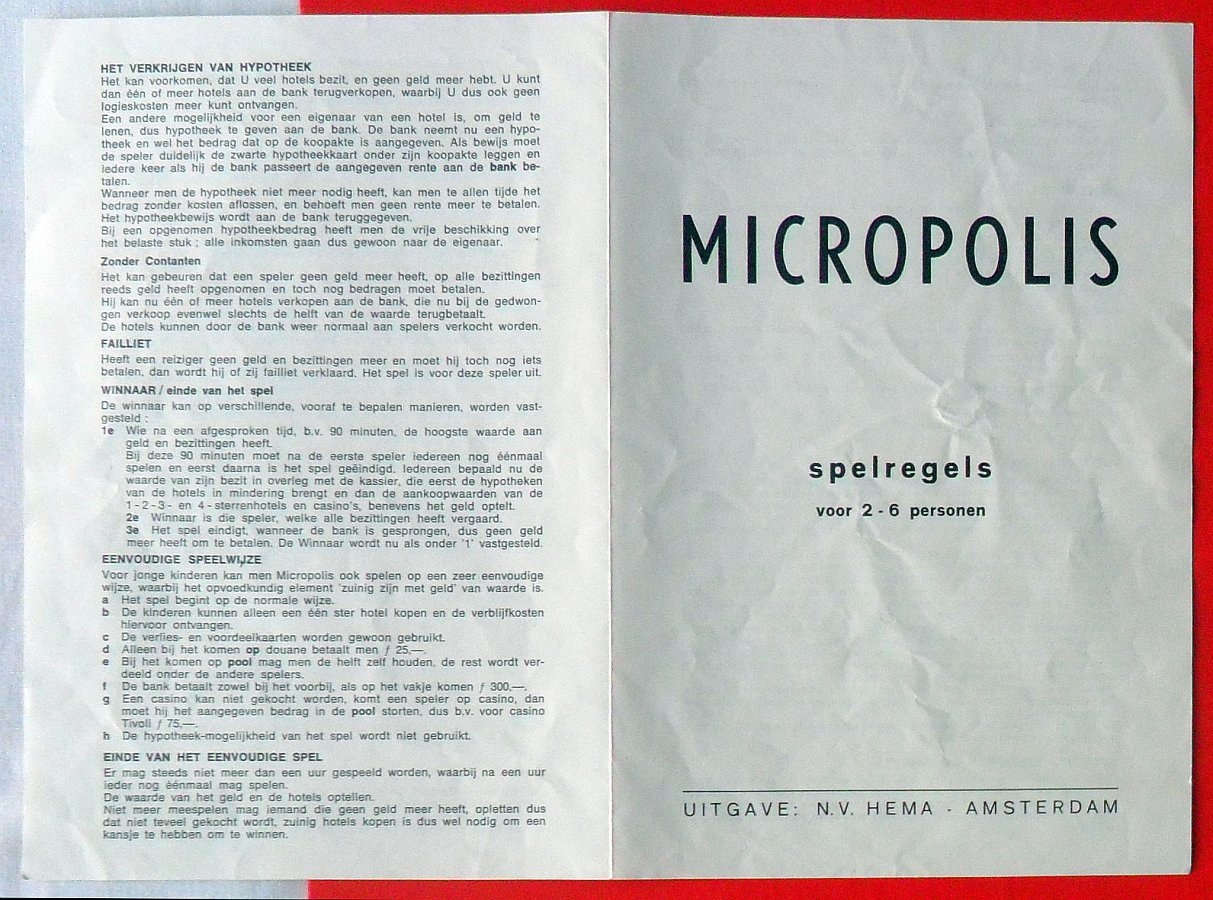 HET VERKRIJGEN VAN HYPOTHEEK
Het kan voorkomen, dat U veel hotels bezit, en geen geld meer hebt. U kunt
dan één of meer hotels aan de bank terugverkopen, waarbij U dus ook geen
logieskosten meer kunt ontvangen.
Een andere mogelijkheid voor een eigenaar van een hotel is, om geld te
lenen, dus hypotheek te geven aan de bank. De bank neemt nu een hypo-
theek en wel het bedrag dat op de koopakte is aangegeven. Als bewijs moet
de speler duidelijk de zwarte hypotheekkaart onder zijn koopakte leggen en
iedere keer als hij de bank passeert de aangegeven rente aan de bank be-
talen.
Wanneer men de hypotheek niet meer nodig heeft, kan men te allen tijde het
bedrag zonder kosten aflossen, en behoeft men geen rente meer te betalen.
Het hypotheekbewijs wordt aan de bank teruggegeven.
Bij een opgenomen hypotheekbedrag heeft men de vrije beschikking over
het belaste stuk ; alle inkomsten gaan dus gewoon naar de eigenaar.
Zonder Contanten
Het kan gebeuren dat een speler geen geld meer heeft, op alle bezittingen
reeds geld heeft opgenomen en toch nog bedragen moet betalen.
Hij kan nu één of meer hotels verkopen aan de bank, die nu bij de gedwon-
gen verkoop evenwel slechts de helft van de waarde terugbetaalt.
De hotels kunnen door de bank weer normaal aan spelers verkocht worden.
FAILLIET
Heeft een reiziger geen geld en bezittingen meer en moet hij toch nog iets
betalen, dan wordt hij of zij failliet verklaard. Het spel is voor deze speler uit.
WINNAAR / einde van het spel
De winnaar kan op verschillende, vooraf te bepalen manieren, worden vast-
gesteld :
1e Wie na een afgesproken tijd, b.v. 90 minuten, de hoogste waarde aan
geld en bezittingen heeft.
Bij deze 90 minuten moet na de eerste speler iedereen nog éénmaal
spelen en eerst daarna is het spel geëindigd. Iedereen bepaald nu de
waarde van zijn bezit in overleg met de kassier, die eerst de hypotheken
van de hotels in mindering brengt en dan de aankoopwaarden van de
1 - 2 - 3 - en 4 - sterrenhotels en casino's, benevens het geld optelt.
2e Winnaar is die speler, welke alle bezittingen heeft vergaard.
3e Het spel eindigt, wanneer de bank is gesprongen, dus geen geld
meer heeft om te betalen. De Winnaar wordt nu als onder '1' vastgesteld.
EENVOUDIGE SPEELWIJZE
Voor jonge kinderen kan men Micropolis ook spelen op een zeer eenvoudige
wijze, waarbij het opvoedkundig element 'zuinig zijn met geld' van waarde is.
a Het spel begint op de normale wijze.
b De kinderen kunnen alleen een één ster hotel kopen en de verblijfkosten
hiervoor ontvangen.
c De verlies- en voordeelkaarten worden gewoon gebruikt.
d Alleen bij het komen op douane betaalt men ƒ 25,—.
e Bij het komen op pool mag men de helft zelf houden, de rest wordt ver-
deeld onder de andere spelers.
f De bank betaalt zowel bij het voorbij, als op het vakje komen ƒ 300,—.
g Een casino kan niet gekocht worden, komt een speler op casino, dan
moet hij het aangegeven bedrag in de pool storten, dus b.v. voor casino
Tivoli ƒ 75,—.
h De hypotheek-mogelijkheid van het spel wordt niet gebruikt.
EINDE VAN HET EENVOUDIGE SPEL
Er mag steeds niet meer dan een uur gespeeld worden, waarbij na een uur
ieder nog éénmaal mag spelen.
De waarde van het geld en de hotels optellen.
Niet meer meespelen mag iemand die geen geld meer heeft, opletten dus
dat niet teveel gekocht wordt, zuinig hotels kopen is dus wel nodig om een
kansje te hebben om te winnen.
MICROPOLIS
spelregels
voor 2 - 6 personen
UITGAVE: N.V. HEMA - AMSTERDAM